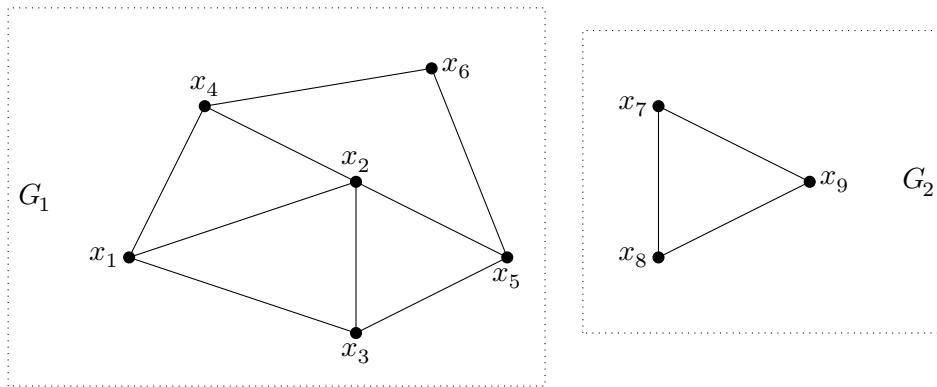 x₆
x₄
x₇
x₂
x₉
G₂
G₁
x₁
x₈
x₅
x₃